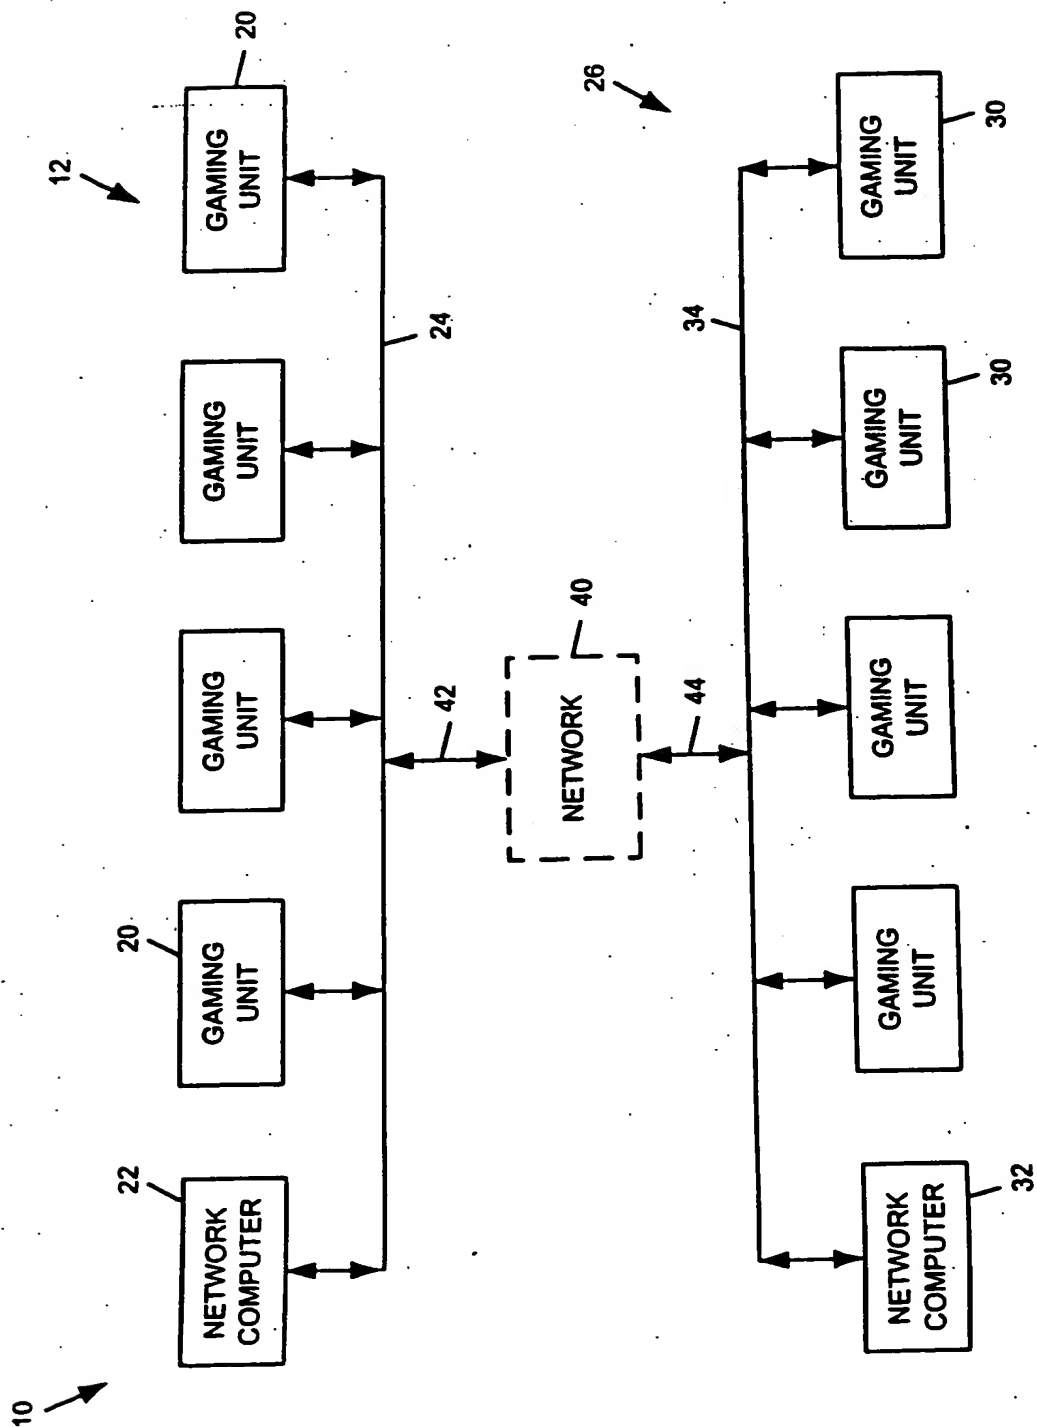 10
12
22
20
20
NETWORK
COMPUTER
GAMING
UNIT
GAMING
UNIT
GAMING
UNIT
GAMING
UNIT
24
42
40
NETWORK
26
44
34
NETWORK
COMPUTER
GAMING
UNIT
GAMING
UNIT
GAMING
UNIT
GAMING
UNIT
32
30
30